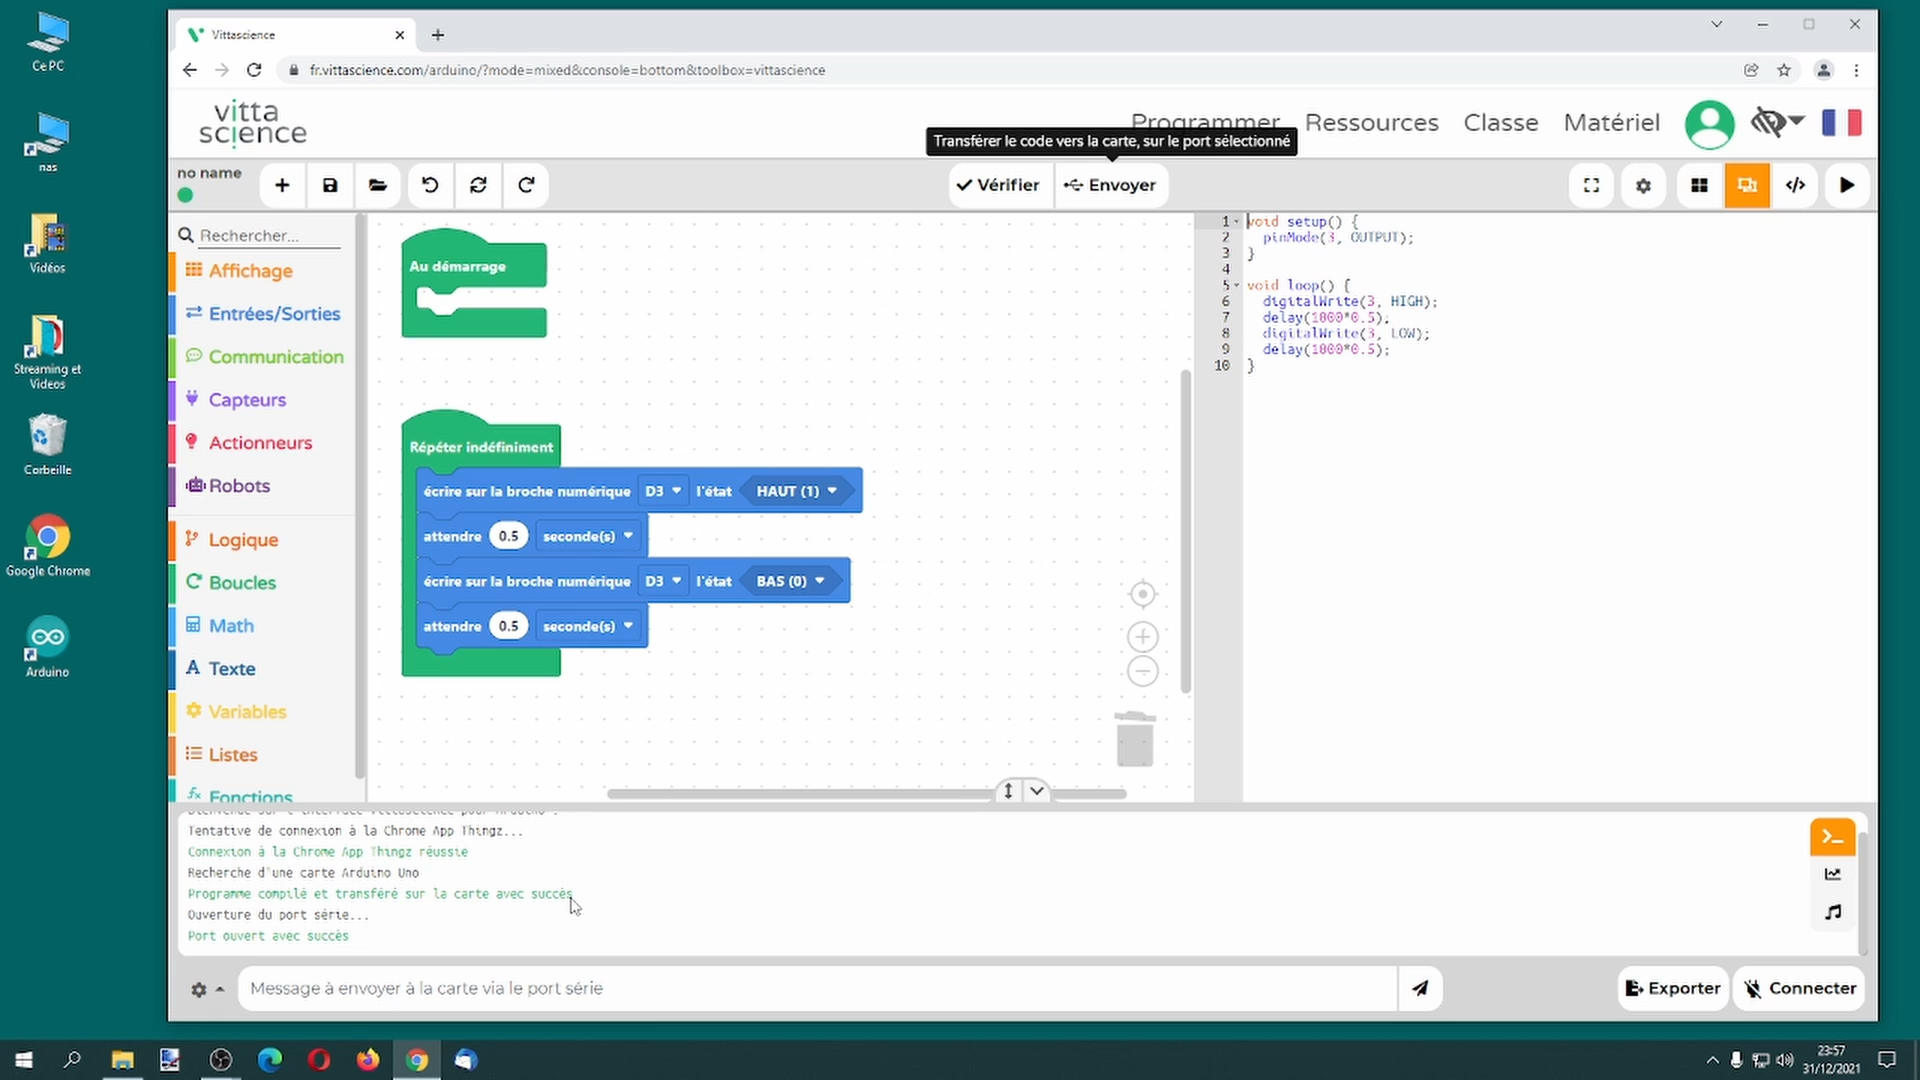 Ce PC
nas
Vidéos
Streaming et
Videos
Corbeille
Google Chrome
Arduino
Vittascience
fr.vittascience.com/arduino/?mode=mixed&console=bottom&toolbox=vittascience
vitta
science
Programmer
Ressources
Classe
Matériel
Transférer le code vers la carte, sur le port sélectionné
no name
Vérifier
Envoyer
Rechercher...
Affichage
Entrées/Sorties
Communication
Capteurs
Actionneurs
Robots
Logique
Boucles
Math
Texte
Variables
Listes
Fonctions
Au démarrage
Répéter indéfiniment
écrire sur la broche numérique D3 l'état HAUT (1)
attendre 0.5 seconde(s)
écrire sur la broche numérique D3 l'état BAS (0)
attendre 0.5 seconde(s)
1 void setup() {
2 pinMode(3, OUTPUT);
3 }
4
5 void loop() {
6 digitalWrite(3, HIGH);
7 delay(1000*0.5);
8 digitalWrite(3, LOW);
9 delay(1000*0.5);
10 }
Tentative de connexion à la Chrome App Thingz...
Connexion à la Chrome App Thingz réussie
Recherche d'une carte Arduino Uno
Programme compilé et transféré sur la carte avec succès
Ouverture du port série...
Port ouvert avec succès
Message à envoyer à la carte via le port série
Exporter
Connecter
23:57
31/12/2021